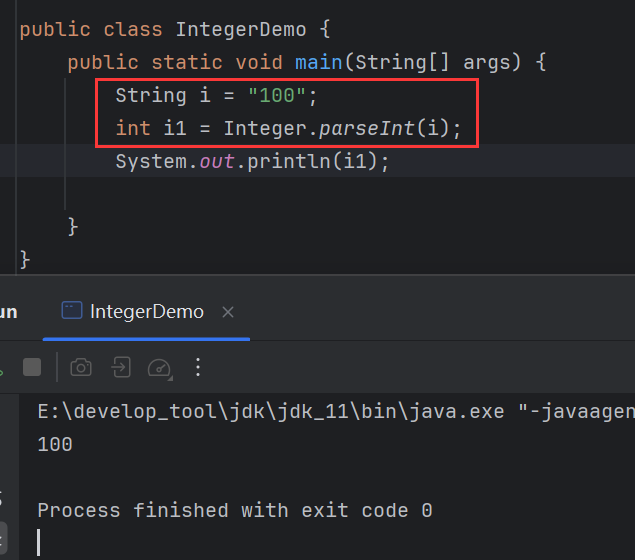 public class IntegerDemo {
public static void main(String[] args) {
String i = "100";
int i1 = Integer.parseInt(i);
System.out.println(i1);
}
}
un
IntegerDemo
E:\develop_tool\jdk\jdk_11\bin\java.exe "-javaagen
100
Process finished with exit code 0